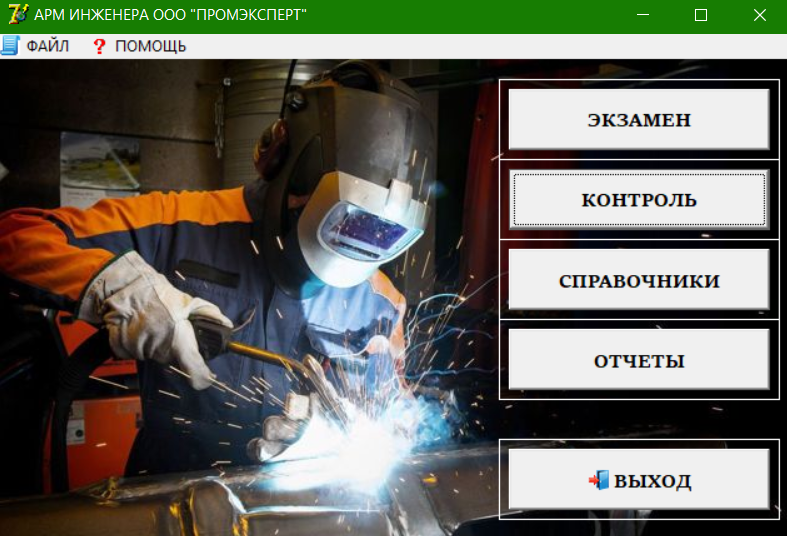 АРМ ИНЖЕНЕРА ООО "ПРОМЭКСПЕРТ"
ФАЙЛ ? ПОМОЩЬ
ЭКЗАМЕН
КОНТРОЛЬ
СПРАВОЧНИКИ
ОТЧЕТЫ
ВЫХОД